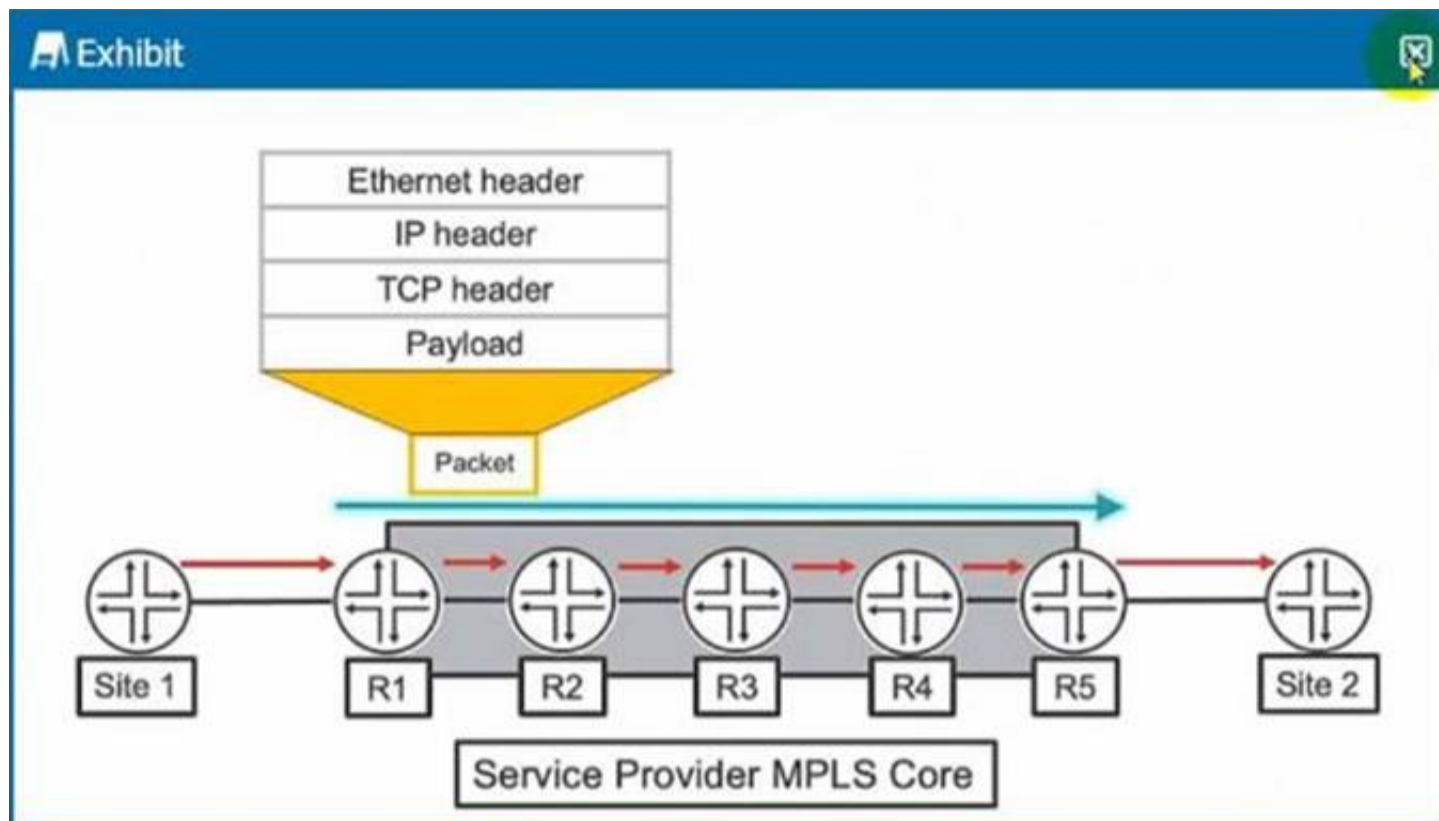 Exhibit
Ethernet header
IP header
TCP header
Payload
Packet
Site 1
R1
R2
R3
R4
R5
Site 2
Service Provider MPLS Core